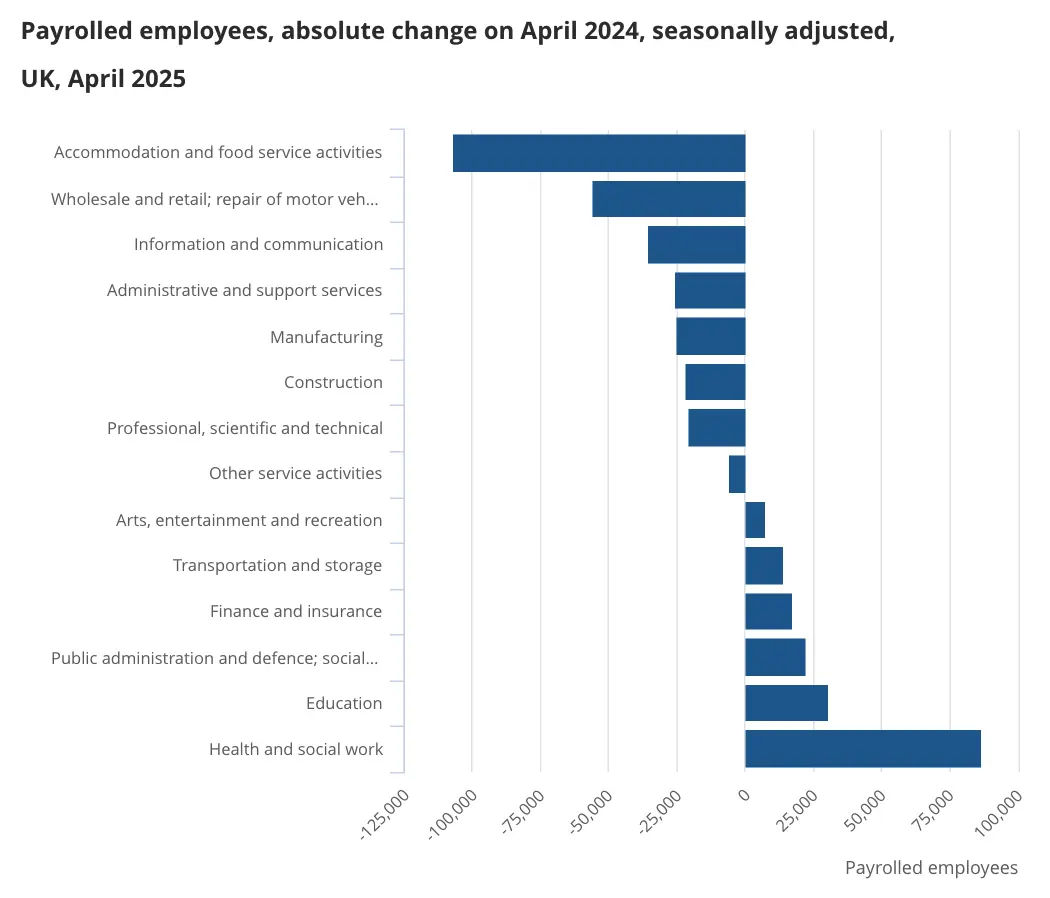 Payrolled employees, absolute change on April 2024, seasonally adjusted,
UK, April 2025
Accommodation and food service activities
Wholesale and retail; repair of motor veh...
Information and communication
Administrative and support services
Manufacturing
Construction
Professional, scientific and technical
Other service activities
Arts, entertainment and recreation
Transportation and storage
Finance and insurance
Public administration and defence; social...
Education
Health and social work
-125,000
-100,000
-75,000
-50,000
-25,000
0
25,000
50,000
75,000
100,000
Payrolled employees